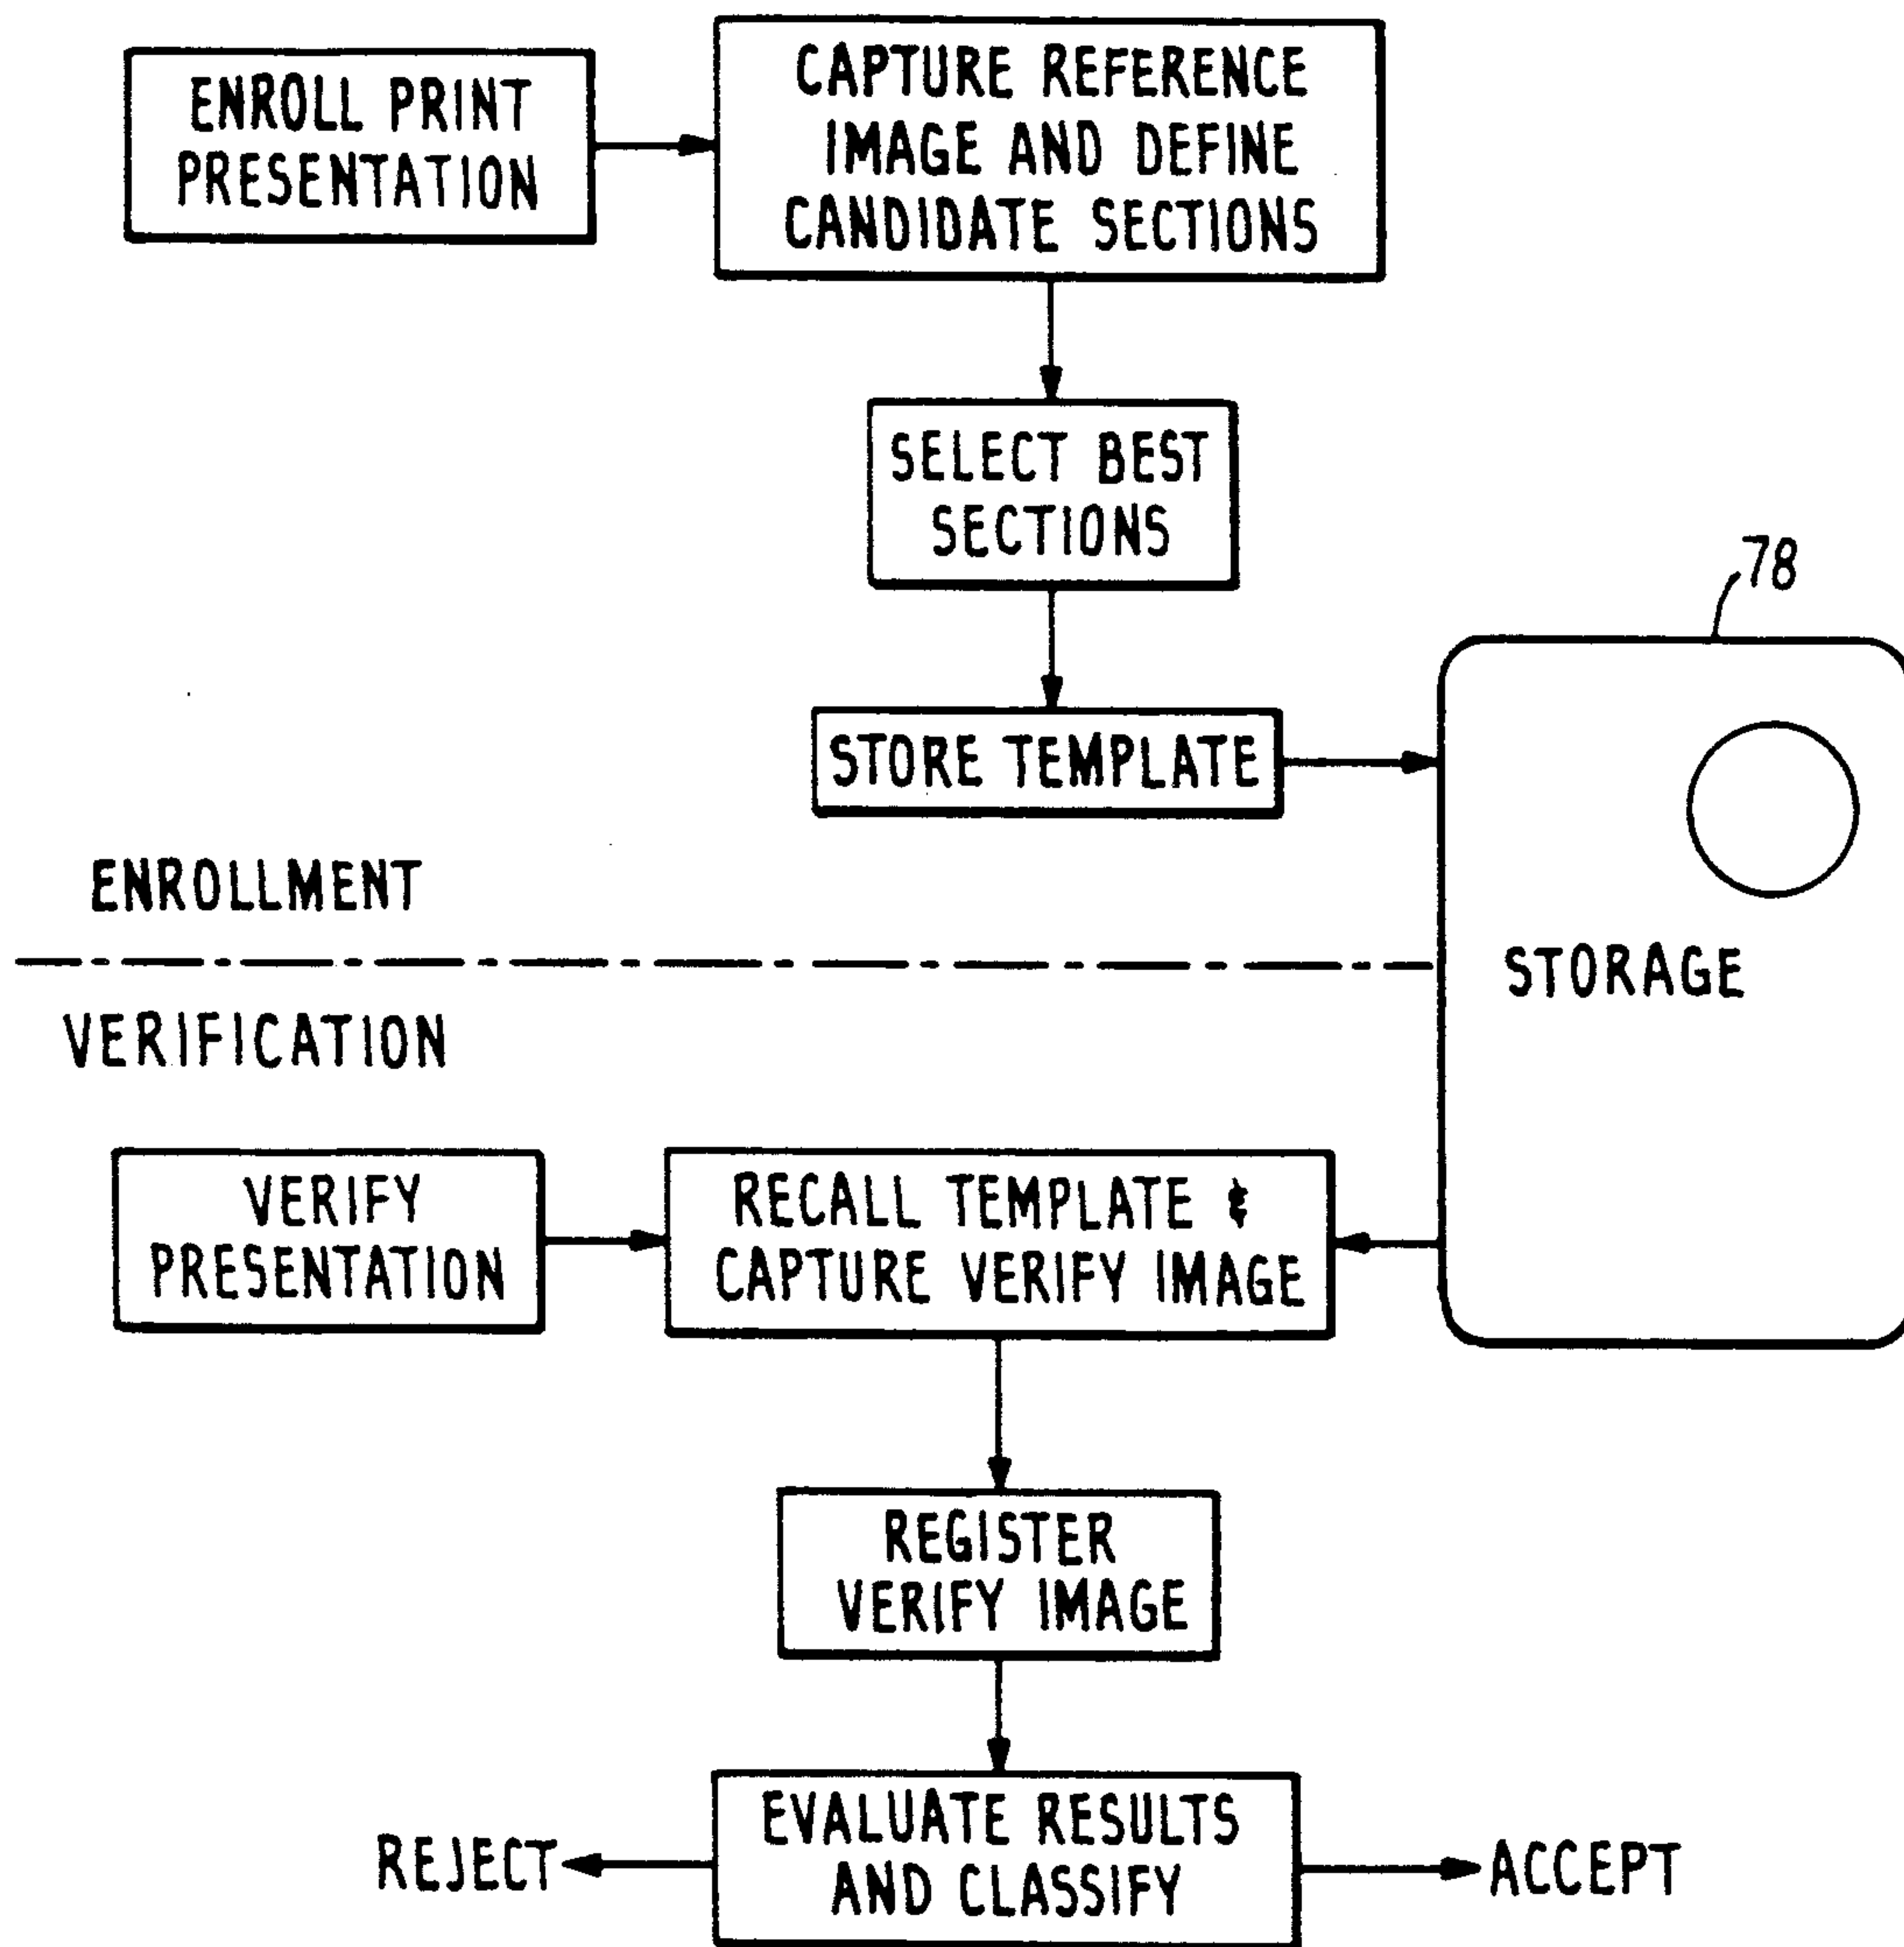 ENROLL PRINT
PRESENTATION
CAPTURE REFERENCE
IMAGE AND DEFINE
CANDIDATE SECTIONS
SELECT BEST
SECTIONS
78
STORE TEMPLATE
ENROLLMENT
STORAGE
VERIFICATION
VERIFY
PRESENTATION
RECALL TEMPLATE &
CAPTURE VERIFY IMAGE
REGISTER
VERIFY IMAGE
EVALUATE RESULTS
AND CLASSIFY
REJECT
ACCEPT